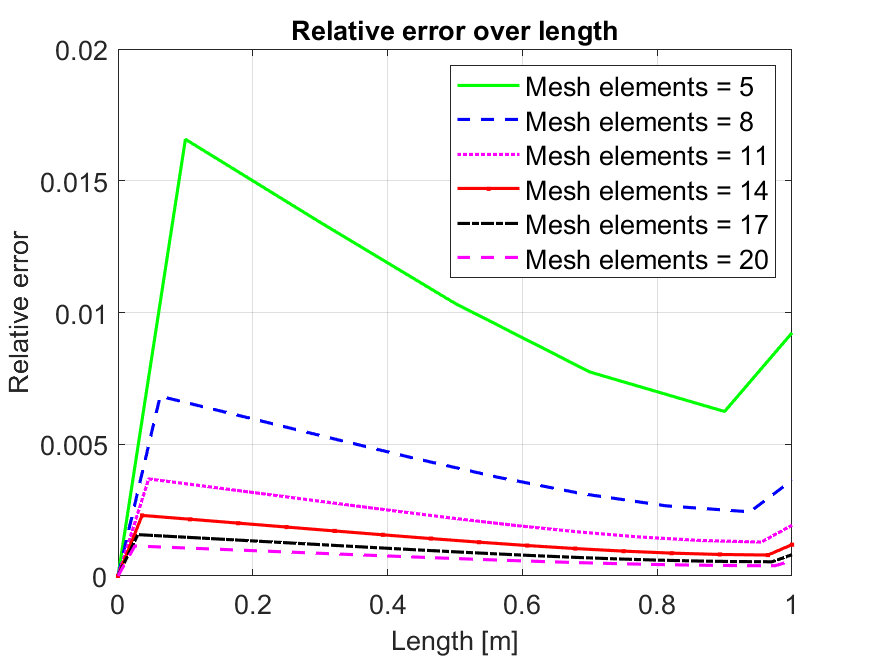 Relative error over length
0.02
0.015
0.01
0.005
0
Relative error
Mesh elements = 5
Mesh elements = 8
Mesh elements = 11
Mesh elements = 14
Mesh elements = 17
Mesh elements = 20
0 0.2 0.4 0.6 0.8 1
Length [m]